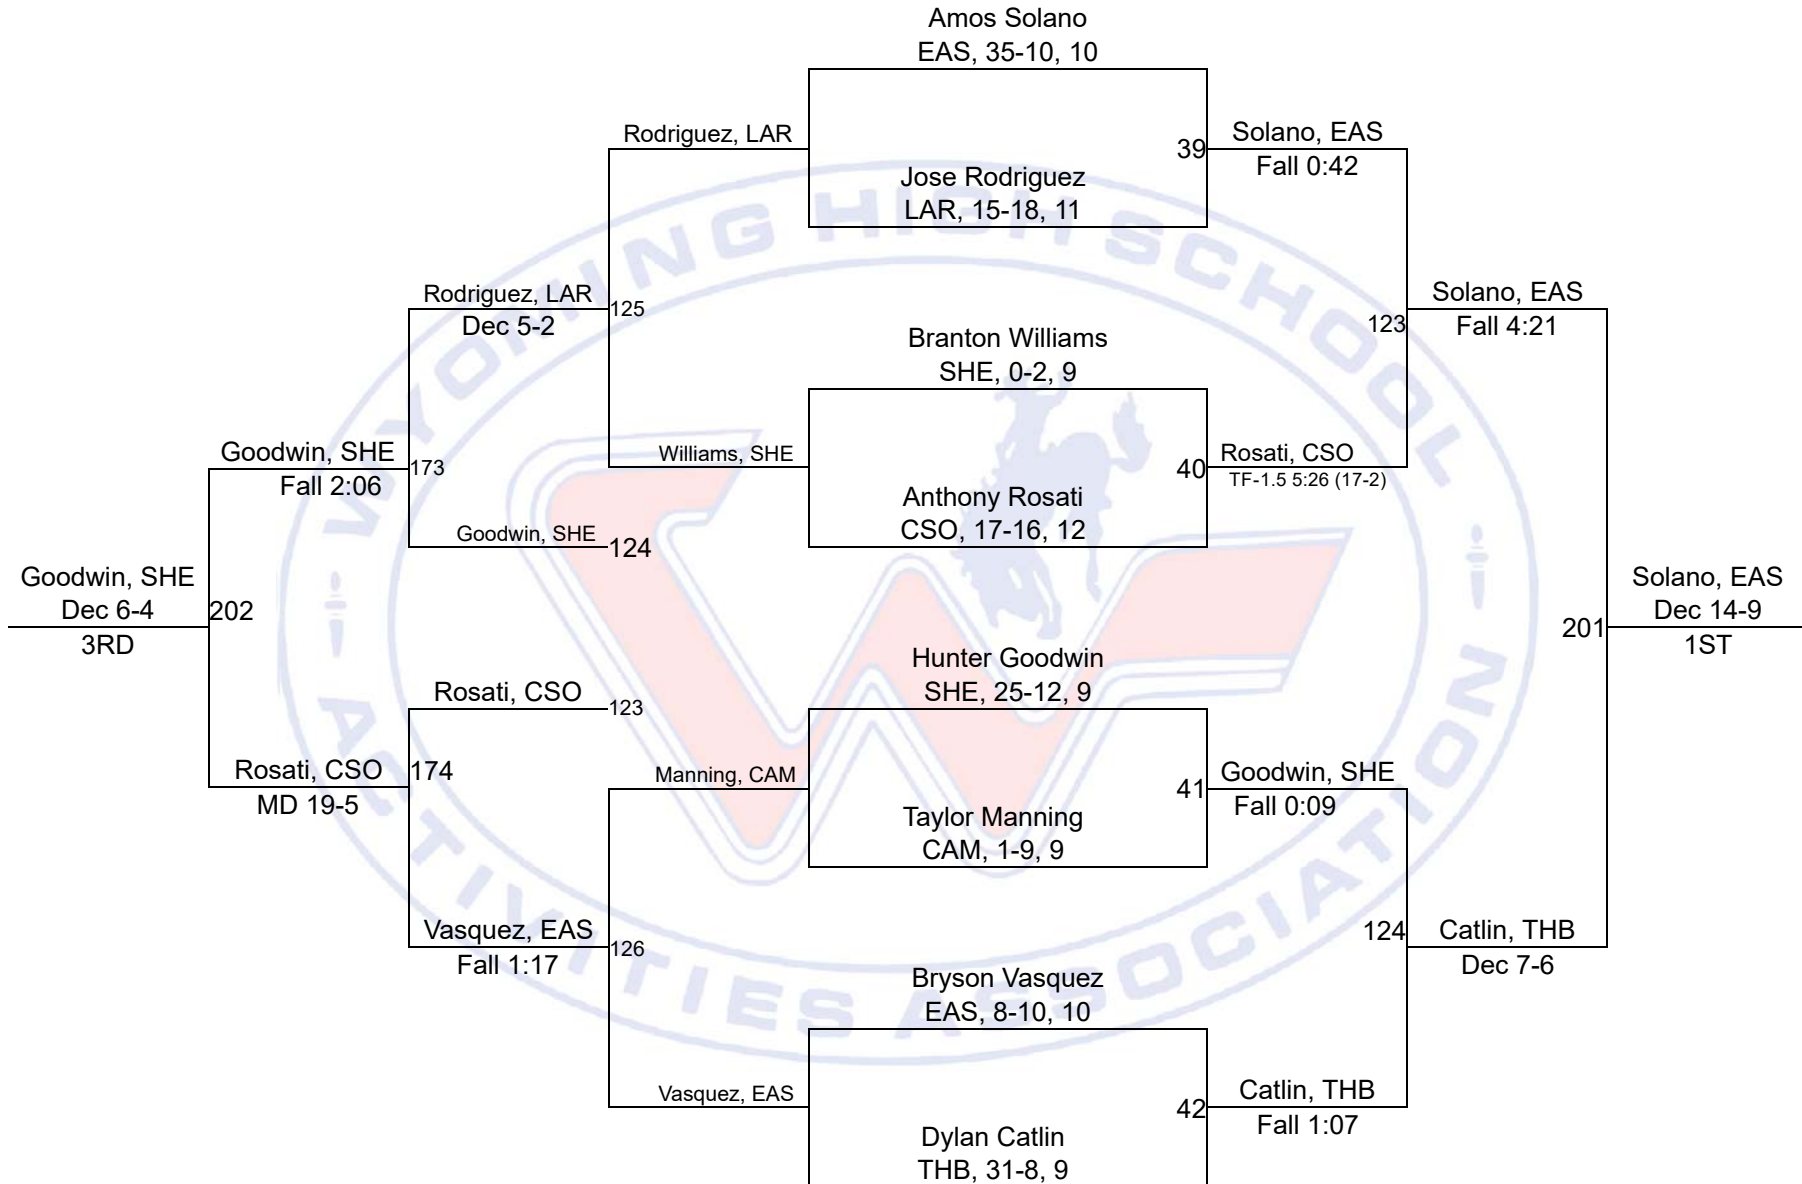 Amos Solano
EAS, 35-10, 10
Rodriguez, LAR
39
Solano, EAS
Fall 0:42
Jose Rodriguez
LAR, 15-18, 11
Rodriguez, LAR
Dec 5-2
125
Solano, EAS
Fall 4:21
123
Branton Williams
SHE, 0-2, 9
Goodwin, SHE
Fall 2:06
173
Williams, SHE
40
Rosati, CSO
TF-1.5 5:26 (17-2)
Anthony Rosati
CSO, 17-16, 12
Goodwin, SHE
124
Goodwin, SHE
Dec 6-4
3RD
202
201
Solano, EAS
Dec 14-9
1ST
Hunter Goodwin
SHE, 25-12, 9
Rosati, CSO
123
Rosati, CSO
MD 19-5
174
Manning, CAM
41
Goodwin, SHE
Fall 0:09
Taylor Manning
CAM, 1-9, 9
Vasquez, EAS
Fall 1:17
126
124
Catlin, THB
Dec 7-6
Bryson Vasquez
EAS, 8-10, 10
Vasquez, EAS
42
Catlin, THB
Fall 1:07
Dylan Catlin
THB, 31-8, 9
WYOMING HIGH SCHOOL
ACTIVITIES ASSOCIATION